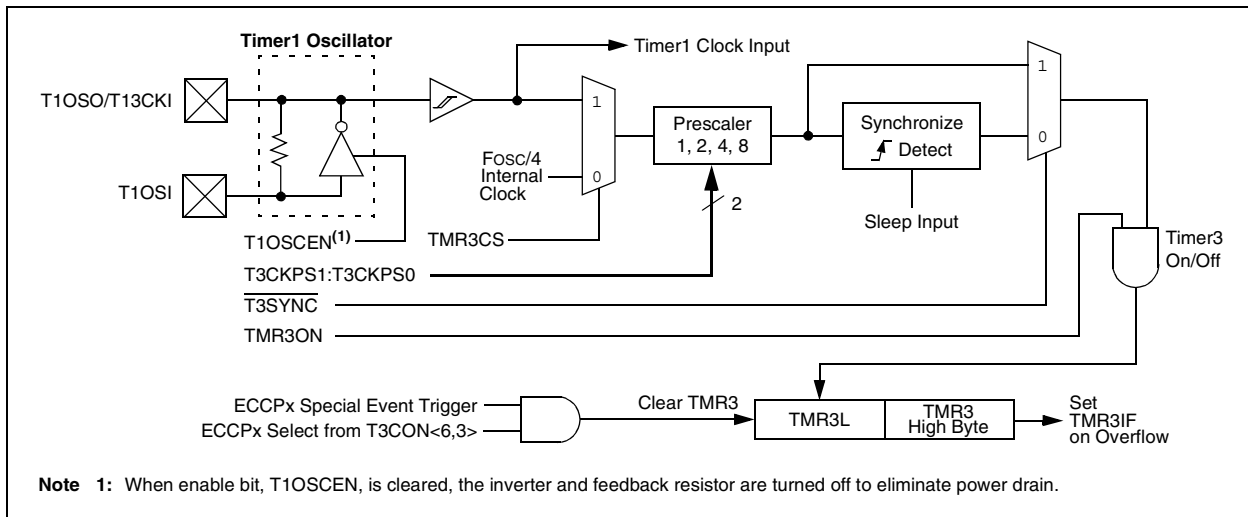 Timer1 Oscillator
Timer1 Clock Input
T1OSO/T13CKI
1
1
Prescaler
1, 2, 4, 8
Synchronize
Detect
0
FOSC/4
Internal
Clock
0
T1OSI
2
Sleep Input
T1OSCEN(1)
TMR3CS
Timer3
On/Off
T3CKPS1:T3CKPS0
T3SYNC
TMR3ON
ECCPx Special Event Trigger
ECCPx Select from T3CON<6,3>
Clear TMR3
TMR3L
TMR3
High Byte
Set
TMR3IF
on Overflow
Note 1: When enable bit, T1OSCEN, is cleared, the inverter and feedback resistor are turned off to eliminate power drain.